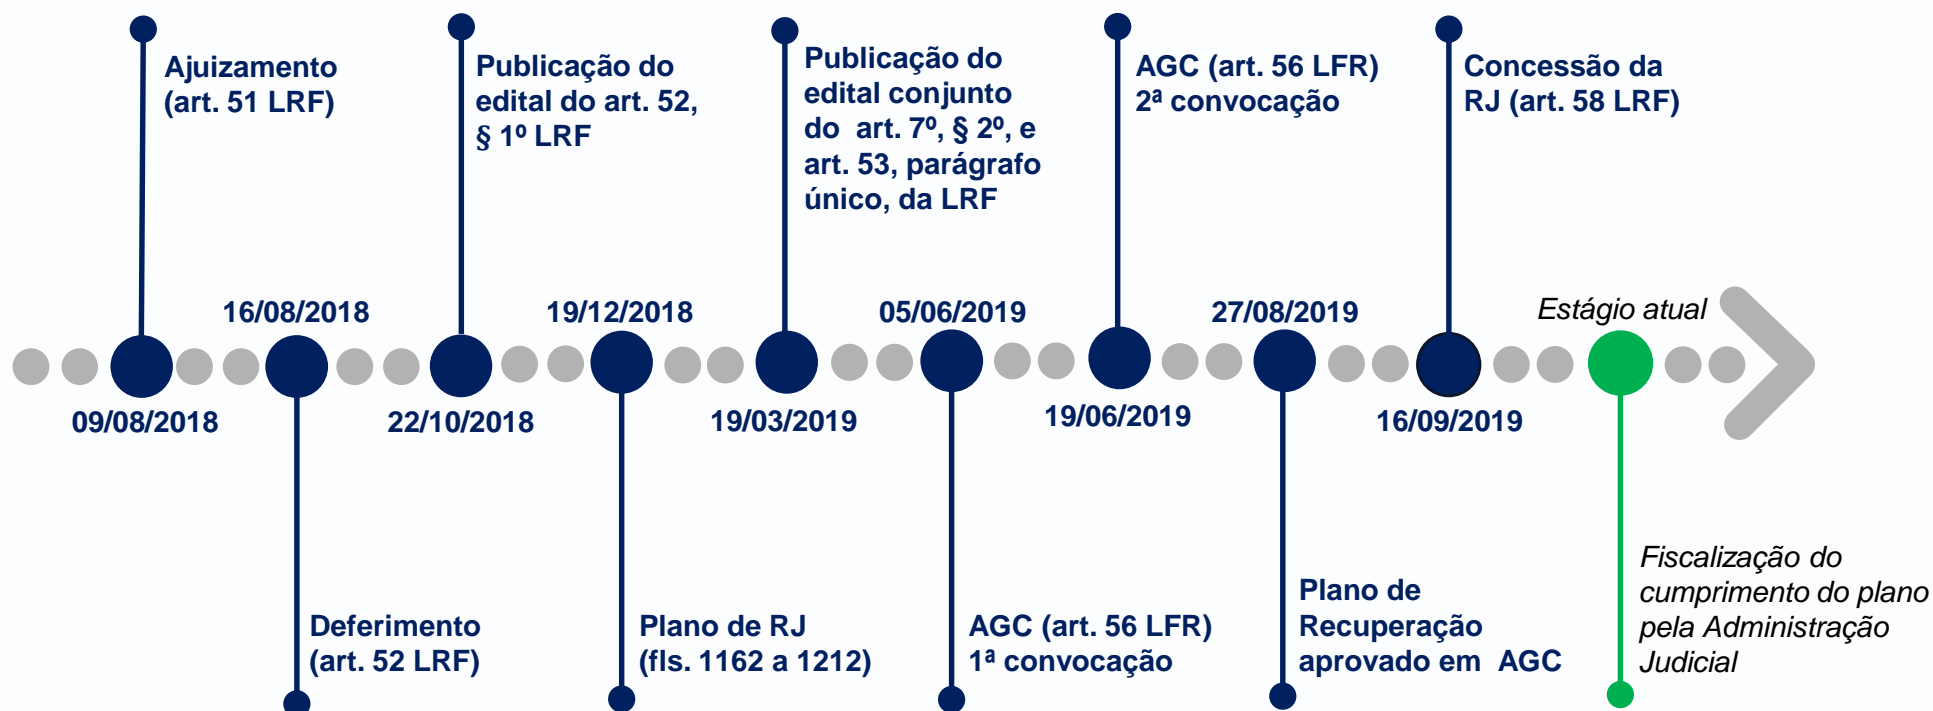 Ajuizamento
(art. 51 LRF)
09/08/2018
16/08/2018
Deferimento
(art. 52 LRF)
Publicação do
edital do art. 52,
§ 1º LRF
22/10/2018
19/12/2018
Plano de RJ
(fls. 1162 a 1212)
Publicação do
edital conjunto
do art. 7º, § 2º, e
art. 53, parágrafo
único, da LRF
19/03/2019
05/06/2019
AGC (art. 56 LFR)
1ª convocação
AGC (art. 56 LFR)
2ª convocação
19/06/2019
27/08/2019
Plano de
Recuperação
aprovado em AGC
Concessão da
RJ (art. 58 LRF)
16/09/2019
Estágio atual
Fiscalização do
cumprimento do plano
pela Administração
Judicial